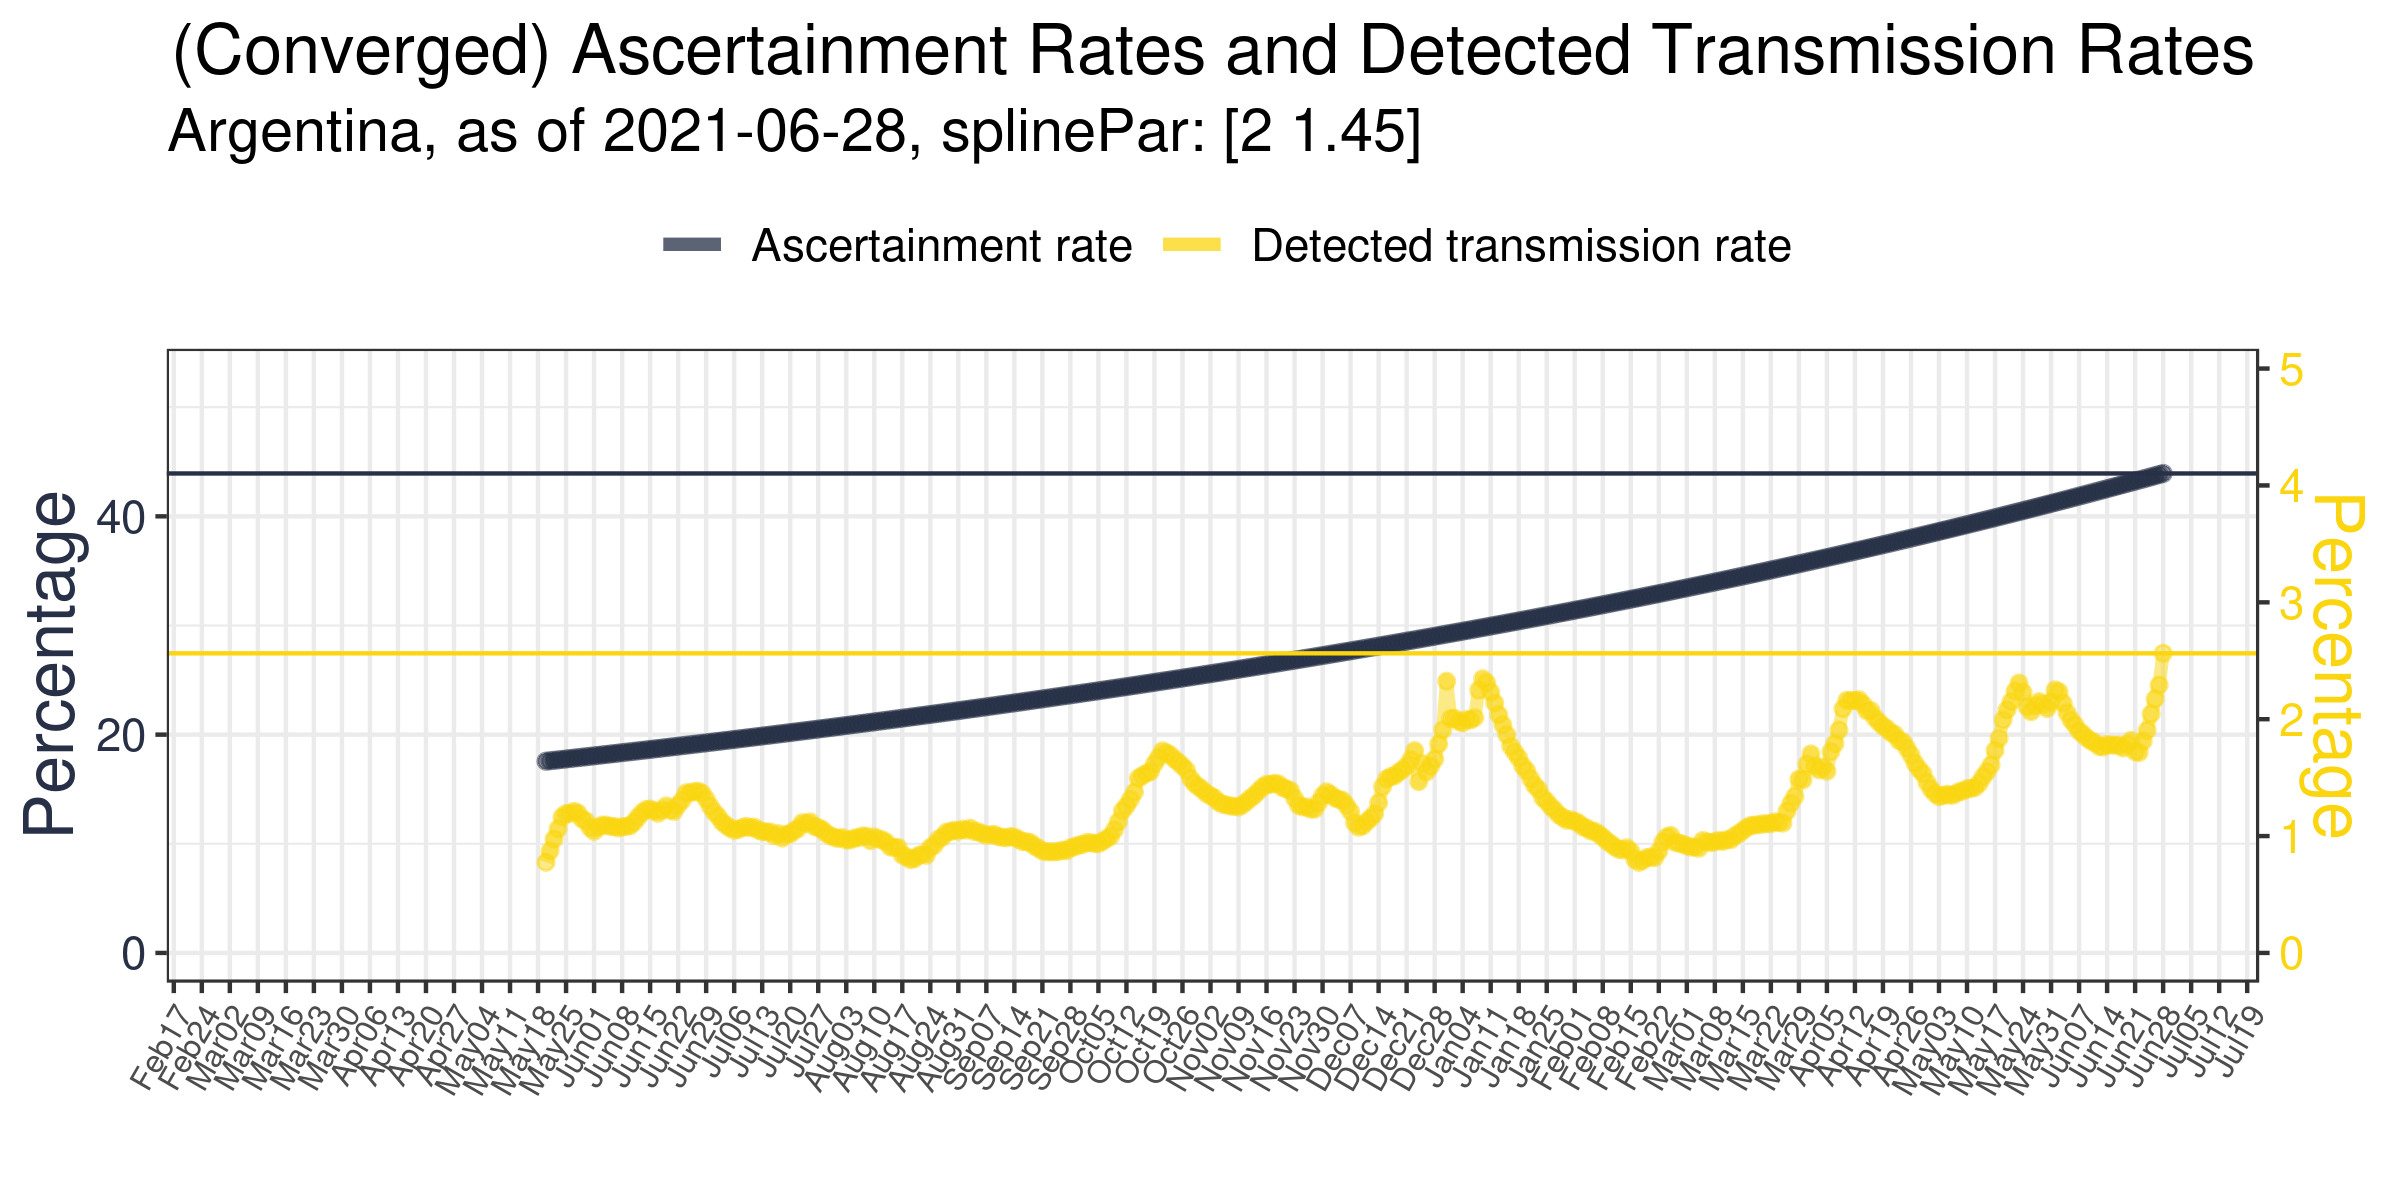 (Converged) Ascertainment Rates and Detected Transmission Rates
Argentina, as of 2021-06-28, splinePar: [2 1.45]
Ascertainment rate Detected transmission rate
Percentage
40
20
0
5
4
3
2
1
0
Percentage
Feb17 Feb24 Mar02 Mar09 Mar16 Mar23 Mar30 Apr06 Apr13 Apr20 Apr27 May04 May11 May18 May25 Jun01 Jun08 Jun15 Jun22 Jun29 Jul06 Jul13 Jul20 Jul27 Aug03 Aug10 Aug17 Aug24 Aug31 Sep07 Sep14 Sep21 Sep28 Oct05 Oct12 Oct19 Oct26 Nov02 Nov09 Nov16 Nov23 Nov30 Dec07 Dec14 Dec21 Dec28 Jan04 Jan11 Jan18 Jan25 Feb01 Feb08 Feb15 Feb22 Mar01 Mar08 Mar15 Mar22 Mar29 Apr05 Apr12 Apr19 Apr26 May03 May10 May17 May24 May31 Jun07 Jun14 Jun21 Jun28 Jul05 Jul12 Jul19